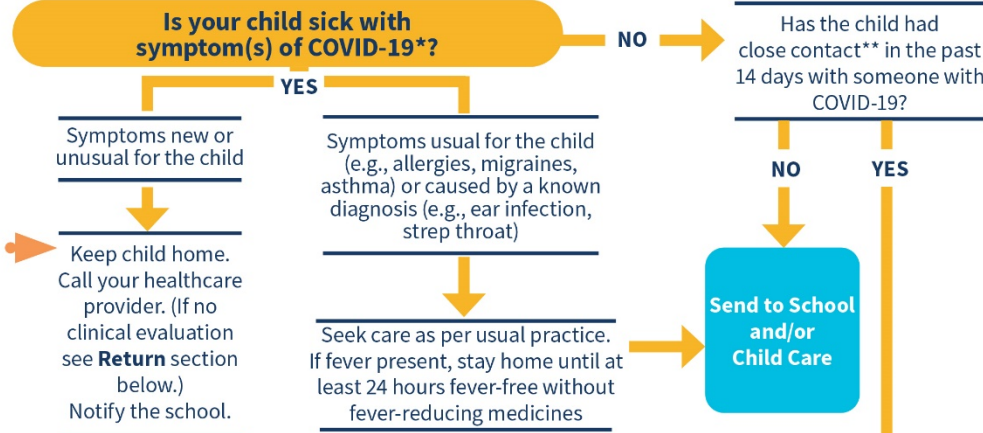 Is your child sick with
symptom(s) of COVID-19*?
NO
Has the child had
close contact** in the past
14 days with someone with
COVID-19?
YES
Symptoms new or
unusual for the child
Symptoms usual for the child
(e.g., allergies, migraines,
asthma) or caused by a known
diagnosis (e.g., ear infection,
strep throat)
NO
YES
Keep child home.
Call your healthcare
provider. (If no
clinical evaluation
see Return section
below.)
Notify the school.
Seek care as per usual practice.
If fever present, stay home until at
least 24 hours fever-free without
fever-reducing medicines
Send to School
and/or
Child Care